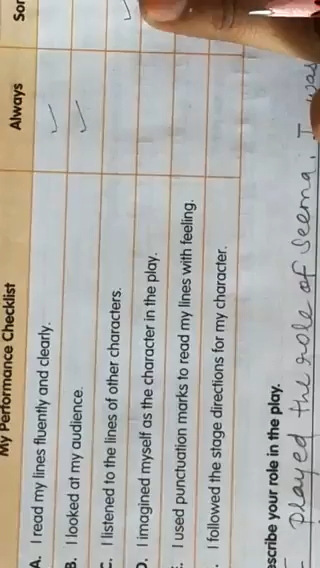 My Performance Checklist Always
A. I read my lines fluently and clearly.
B. I looked at my audience.
I listened to the lines of other characters.
D. I imagined myself as the character in the play.
I used punctuation marks to read my lines with feeling.
I followed the stage directions for my character.
escribe your role in the play.
played the role of Seema. I was